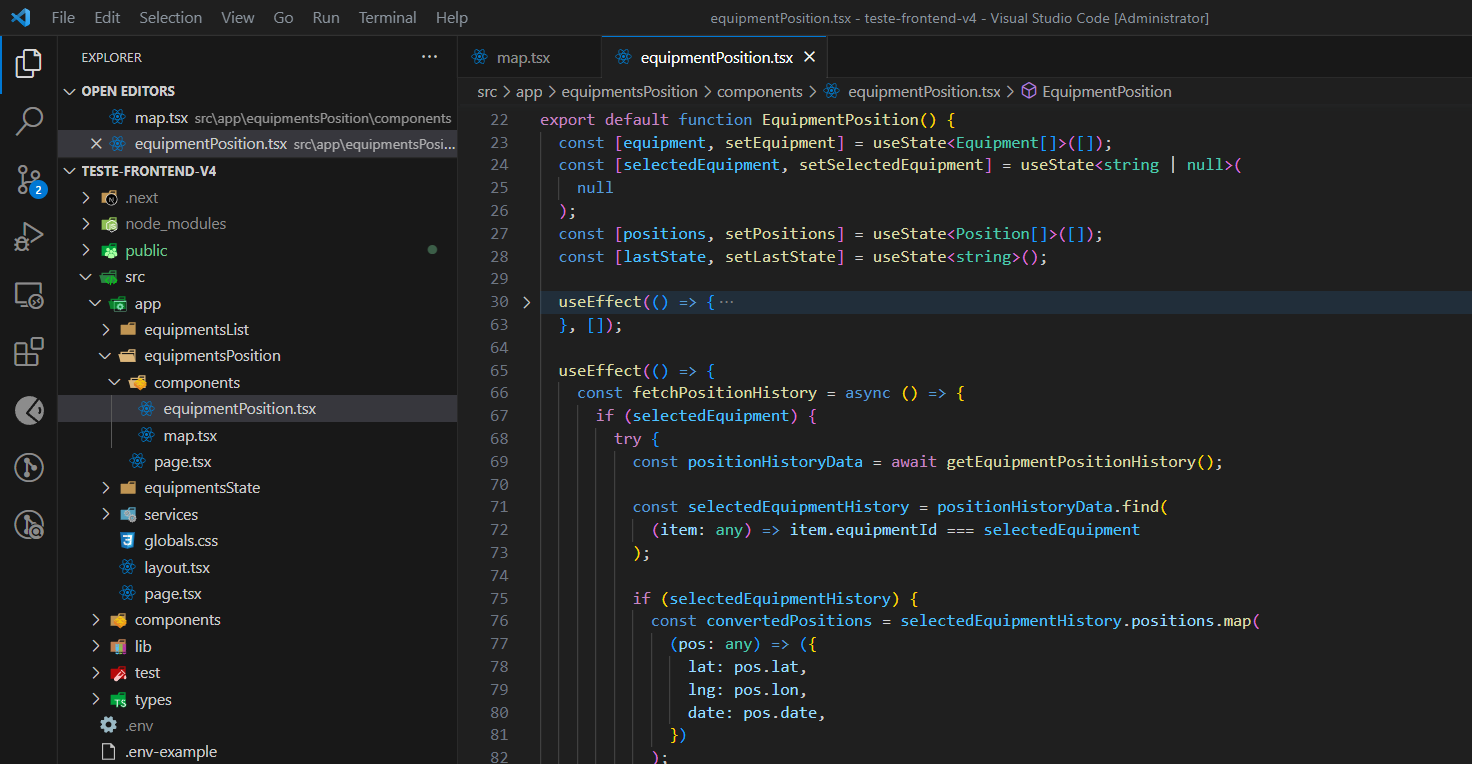 File Edit Selection View Go Run Terminal Help
equipmentPosition.tsx - teste-frontend-v4 - Visual Studio Code [Administrator]
EXPLORER
OPEN EDITORS
map.tsx src\app\equipmentsPosition\components
equipmentPosition.tsx src\app\equipmentsPosi...
TESTE-FRONTEND-V4
.next
node_modules
public
src
app
equipmentsList
equipmentsPosition
components
equipmentPosition.tsx
map.tsx
page.tsx
equipmentsState
services
globals.css
layout.tsx
page.tsx
components
lib
test
types
.env
.env-example
2
map.tsx
equipmentPosition.tsx
src > app > equipmentsPosition > components > equipmentPosition.tsx > EquipmentPosition
22 export default function EquipmentPosition() {
23 const [equipment, setEquipment] = useState<Equipment[]>([]);
24 const [selectedEquipment, setSelectedEquipment] = useState<string | null>(
25 null
26 );
27 const [positions, setPositions] = useState<Position[]>([]);
28 const [lastState, setLastState] = useState<string>();
29
30 useEffect(() => { ...
63 }, []);
64
65 useEffect(() => {
66 const fetchPositionHistory = async () => {
67 if (selectedEquipment) {
68 try {
69 const positionHistoryData = await getEquipmentPositionHistory();
70
71 const selectedEquipmentHistory = positionHistoryData.find(
72 (item: any) => item.equipmentId === selectedEquipment
73 );
74
75 if (selectedEquipmentHistory) {
76 const convertedPositions = selectedEquipmentHistory.positions.map(
77 (pos: any) => ({
78 lat: pos.lat,
79 lng: pos.lon,
80 date: pos.date,
81 })
82 );